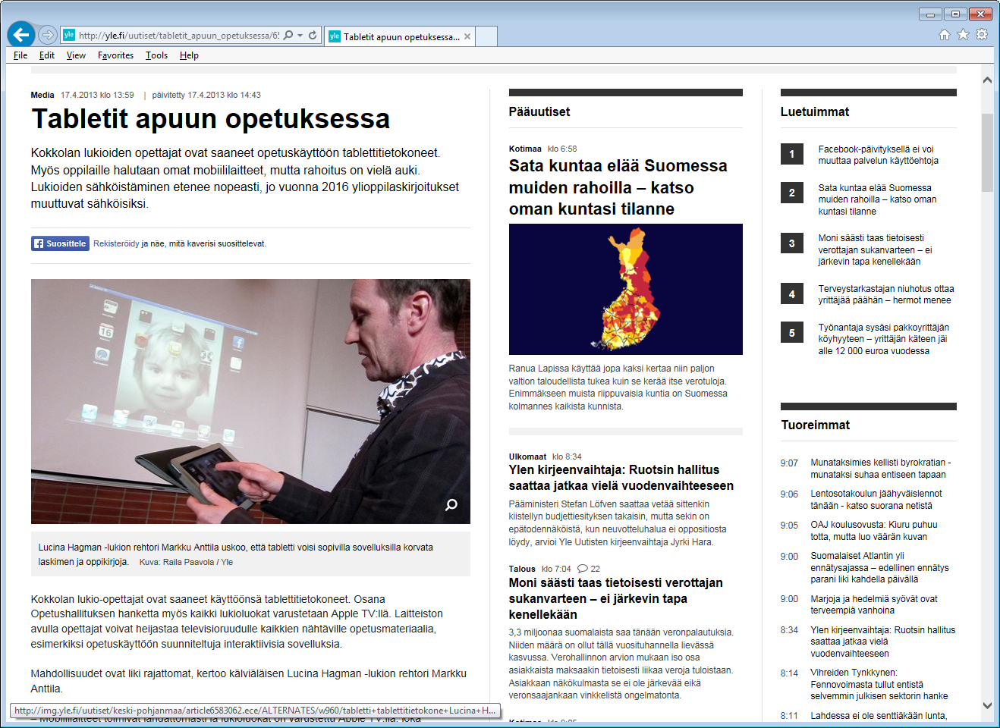 http://yle.fi/uutiset/tabletit_apuun_opetuksessa/65
yle Tabletit apuun opetuksessa...
File Edit View Favorites Tools Help
Media 17.4.2013 klo 13:59 | päivitetty 17.4.2013 klo 14:43
Tabletit apuun opetuksessa
Kokkolan lukioiden opettajat ovat saaneet opetuskäyttöön tablettitietokoneet.
Myös oppilaille halutaan omat mobiililaitteet, mutta rahoitus on vielä auki.
Lukioiden sähköistäminen etenee nopeasti, jo vuonna 2016 ylioppilaskirjoitukset
muuttuvat sähköisiksi.
Suosittele Rekisteröidy ja näe, mitä kaverisi suosittelevat.
16
Lucina Hagman -lukion rehtori Markku Anttila uskoo, että tabletti voisi sopivilla sovelluksilla korvata
laskimen ja oppikirjoja. Kuva: Raila Paavola / Yle
Kokkolan lukio-opettajat ovat saaneet käyttöönsä tablettitietokoneet. Osana
Opetushallituksen hanketta myös kaikki lukioluokat varustetaan Apple TV:llä. Laitteiston
avulla opettajat voivat heijastaa televisioruudulle kaikkien nähtäville opetusmateriaalia,
esimerkiksi opetuskäyttöön suunniteltuja interaktiivisia sovelluksia.
Mahdollisuudet ovat liki rajattomat, kertoo kälviäläisen Lucina Hagman -lukion rehtori Markku
Anttila.
http://img.yle.fi/uutiset/keski-pohjanmaa/article6583062.ece/ALTERNATES/w960/tabletti+tablettitietokone+Lucina+H...
Pääuutiset
Kotimaa klo 6:58
Sata kuntaa elää Suomessa
muiden rahoilla – katso
oman kuntasi tilanne
Ranua Lapissa käyttää jopa kaksi kertaa niin paljon
valtion taloudellista tukea kuin se kerää itse verotuloja.
Enimmäkseen muista riippuvaisia kuntia on Suomessa
kolmannes kaikista kunnista.
Ulkomaat klo 8:34
Ylen kirjeenvaihtaja: Ruotsin hallitus
saattaa jatkaa vielä vuodenvaihteeseen
Pääministeri Stefan Löfven saattaa vetää sittenkin
kiistellyn budjettiesityksen takaisin, mutta sekin on
epätodennäköistä, kun neuvotteluhalua ei oppositiosta
löydy, arvioi Yle Uutisten kirjeenvaihtaja Jyrki Hara.
Talous klo 7:04 22
Moni säästi taas tietoisesti verottajan
sukanvarteen – ei järkevin tapa
kenellekään
3,3 miljoonaa suomalaista saa tänään veronpalautuksia.
Niiden määrä on ollut tällä vuosituhannella lievässä
kasvussa. Verohallinnon arvion mukaan iso osa
asiakkaista maksaakin tietoisesti liikaa veroja tuloistaan.
Asiakkaan näkökulmasta se ei ole järkevää eikä
veronsaajankaan vinkkelistä ongelmatonta.
Luetuimmat
1 Facebook-päivityksellä ei voi
muuttaa palvelun käyttöehtoja
2 Sata kuntaa elää Suomessa
muiden rahoilla – katso oman
kuntasi tilanne
3 Moni säästi taas tietoisesti
verottajan sukanvarteen – ei
järkevin tapa kenellekään
4 Terveystarkastajan niuhotus ottaa
yrittäjää päähän – hermot menee
5 Työnantaja sysäsi pakkoyrittäjän
köyhyyteen – yrittäjän käteen jäi
alle 12 000 euroa vuodessa
Tuoreimmat
9:07 Munataksimies kellisti byrokratian -
munataksi suhaa entiseen tapaan
9:06 Lentosotakoulun jäähyväislennot
tänään - katso suorana netistä
9:05 OAJ koulusovusta: Kiuru puhuu
totta, mutta luo väärän kuvan
9:00 Suomalaiset Atlantin yli
ennätysajassa – edellinen ennätys
parani liki kahdella päivällä
9:00 Marjoja ja hedelmiä syövät ovat
terveempiä vanhoina
8:34 Ylen kirjeenvaihtaja: Ruotsin hallitus
saattaa jatkaa vielä
vuodenvaihteeseen
8:14 Vihreiden Tynkkynen:
Fennovoimasta tullut entistä
selvemmin julkisen sektorin hanke
8:11 Lahdessa ei ole senttiäkään lunta,